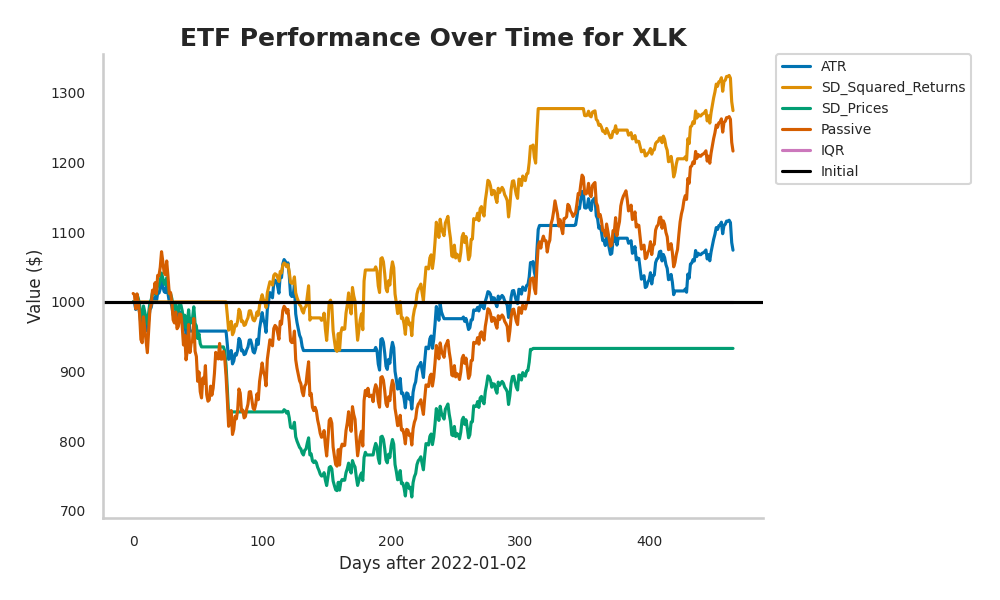 ETF Performance Over Time for XLK
ATR
SD_Squared_Returns
SD_Prices
Passive
IQR
Initial
Value ($)
1300
1200
1100
1000
900
800
700
0 100 200 300 400
Days after 2022-01-02